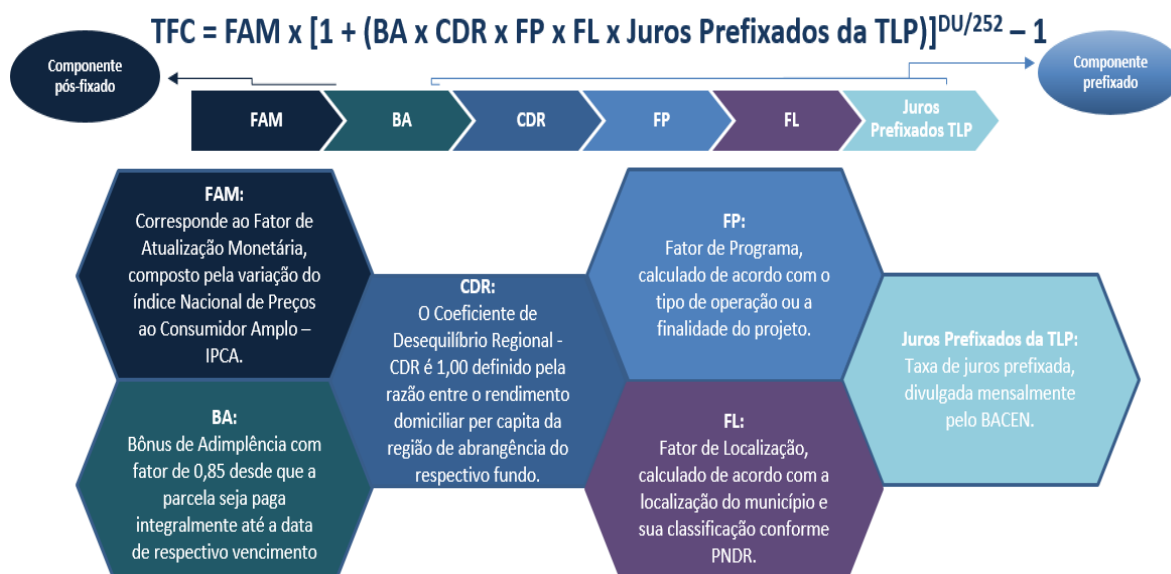 TFC = FAM x [1 + (BA x CDR x FP x FL x Juros Prefixados da TLP)]^DU/252 – 1
Componente
pós-fixado
Componente
prefixado
FAM
BA
CDR
FP
FL
Juros
Prefixados TLP
FAM:
Corresponde ao Fator de
Atualização Monetária,
composto pela variação do
índice Nacional de Preços
ao Consumidor Amplo –
IPCA.
BA:
Bônus de Adimplência com
fator de 0,85 desde que a
parcela seja paga
integralmente até a data
de respectivo vencimento
CDR:
O Coeficiente de
Desequilíbrio Regional -
CDR é 1,00 definido pela
razão entre o rendimento
domiciliar per capita da
região de abrangência do
respectivo fundo.
FP:
Fator de Programa,
calculado de acordo com o
tipo de operação ou a
finalidade do projeto.
FL:
Fator de Localização,
calculado de acordo com a
localização do município e
sua classificação conforme
PNDR.
Juros Prefixados da TLP:
Taxa de juros prefixada,
divulgada mensalmente
pelo BACEN.